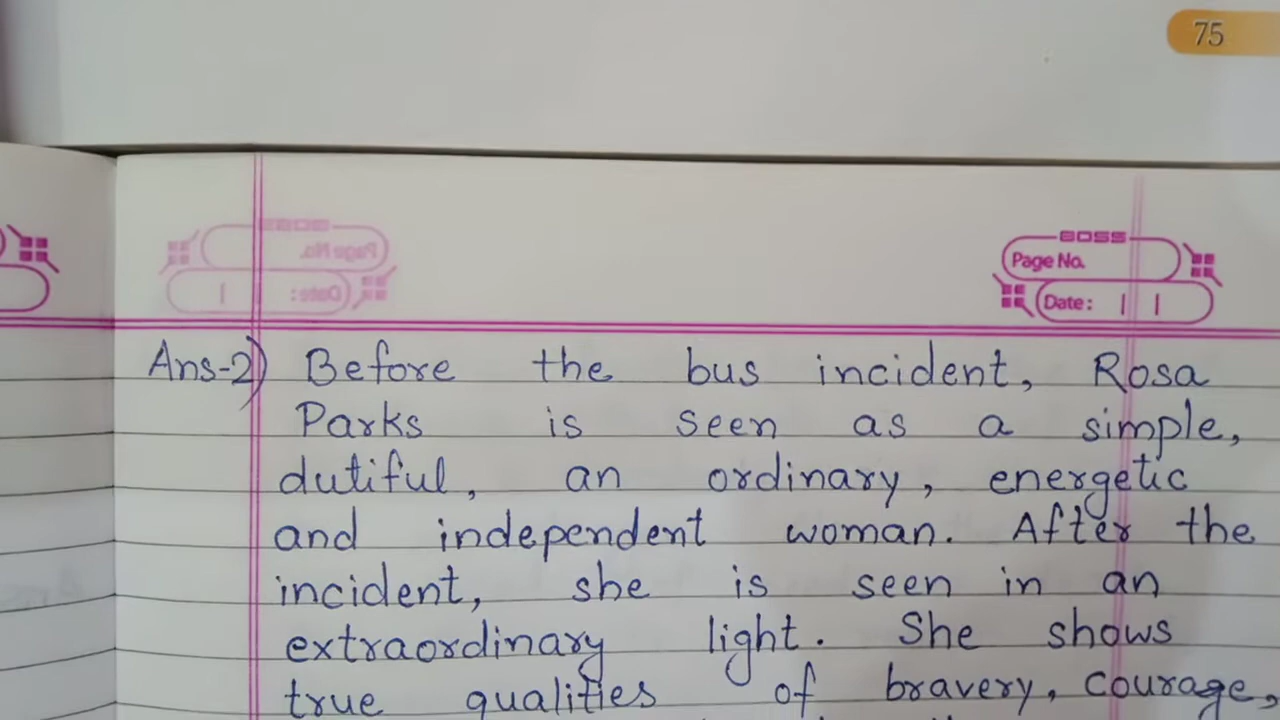 75
BOSS
Page No.
Date:
Ans-2) Before the bus incident, Rosa
Parks is seen as a simple,
dutiful, an ordinary, energetic
and independent woman. After the
incident, she is seen in an
extraordinary light. She shows
true qualities of bravery, courage,